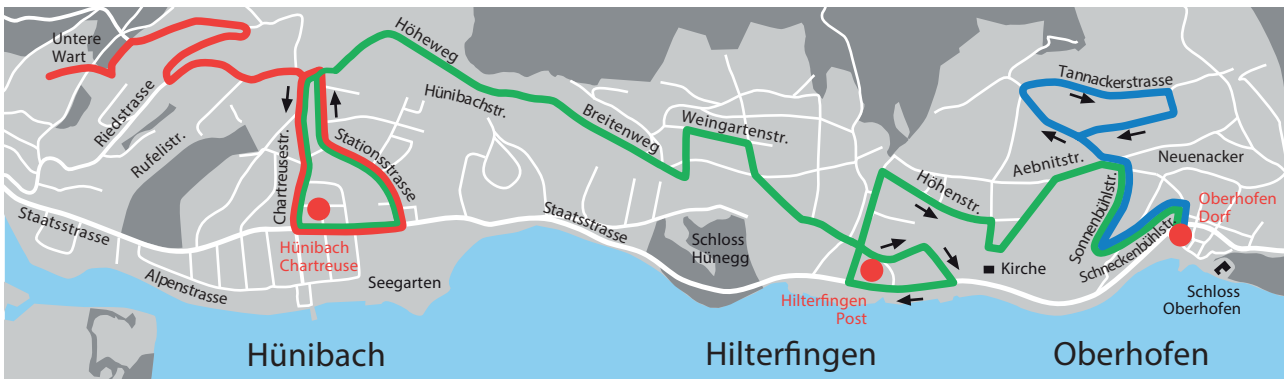 Untere
Wart
Riedstrasse
Rufelistr.
Chartreusestr.
Stationsstrasse
Höheweg
Hünibachstr.
Breitenweg
Weingartenstr.
Höhenstr.
Tannackerstrasse
Aebnitstr.
Neuenacker
Sonnenbühlstr.
Schneckenbühlstr.
Oberhofen
Dorf
Staatsstrasse
Alpenstrasse
Hünibach
Chartreuse
Seegarten
Staatsstrasse
Schloss
Hünegg
Kirche
Hilterfingen
Post
Schloss
Oberhofen
Hünibach
Hilterfingen
Oberhofen